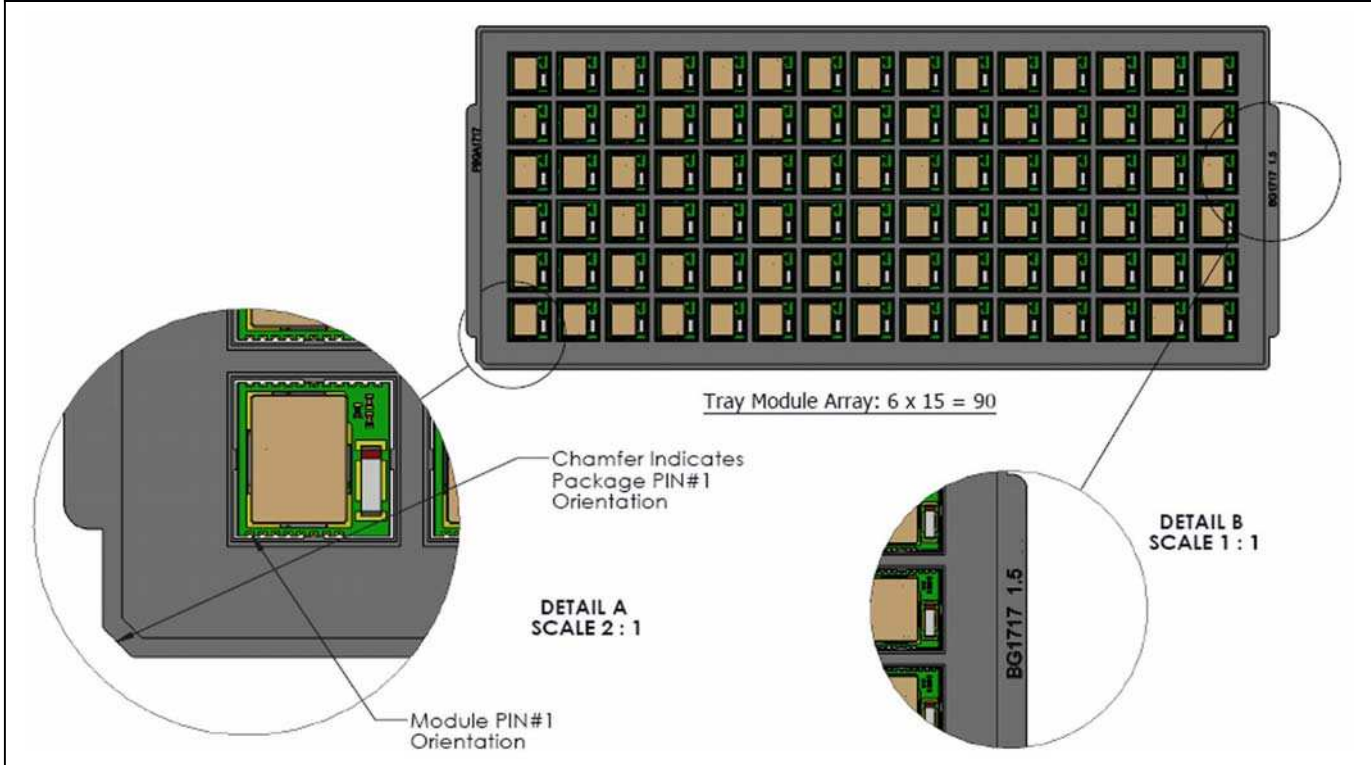 BG1717 1.5
Tray Module Array: 6 x 15 = 90
Chamfer Indicates
Package PIN#1
Orientation
DETAIL A
SCALE 2 : 1
DETAIL B
SCALE 1 : 1
BG1717 1.5
Module PIN#1
Orientation